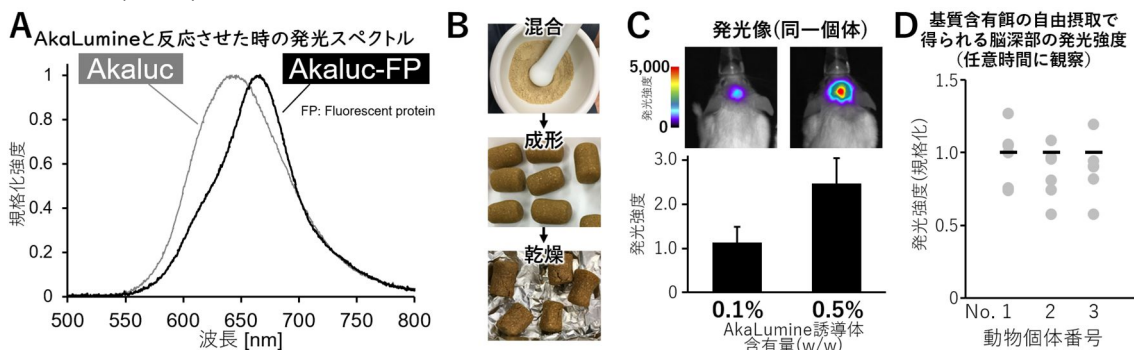 A
AkaLumineと反応させた時の発光スペクトル
Akaluc
Akaluc-FP
FP: Fluorescent protein
規格化強度
1
0.8
0.6
0.4
0.2
0
500
550
600
650
700
750
800
波長 [nm]
B
混合
成形
乾燥
C
発光像(同一個体)
5,000
発光強度
0
発光強度
3.0
2.0
1.0
0
0.1%
0.5%
AkaLumine誘導体
含有量(w/w)
D
基質含有餌の自由摂取で
得られる脳深部の発光強度
(任意時間に観察)
発光強度(規格化)
1.5
1.0
0.5
0
No. 1
2
3
動物個体番号